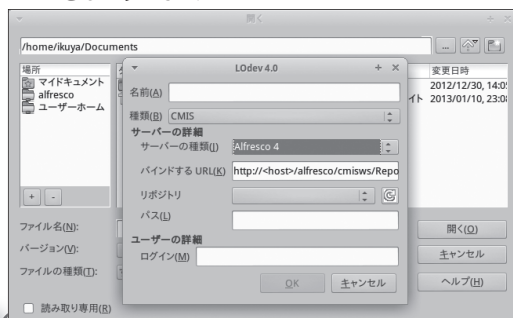 開く
/home/ikuya/Documents
...
場所
マイドキュメント
alfresco
ユーザーホーム
変更日時
2012/12/30, 14:05
イト 2013/01/10, 23:08
+ -
LOdev 4.0
名前(A)
種類(B) CMIS
サーバーの詳細
サーバーの種類(J) Alfresco 4
バインドする URL(K) http://<host>/alfresco/cmisws/Repo
リポジトリ
パス(L)
ユーザーの詳細
ログイン(M)
OK キャンセル
ファイル名(N):
バージョン(V):
ファイルの種類(T):
読み取り専用(R)
開く(O)
キャンセル
ヘルプ(H)